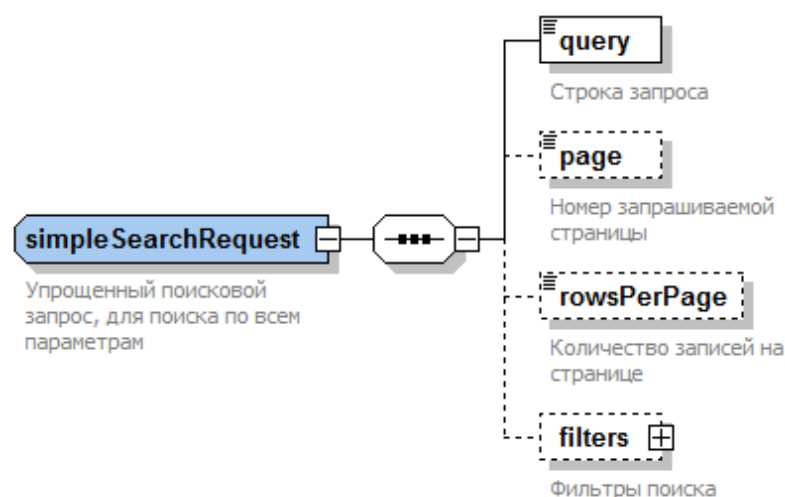 query
Строка запроса
page
Номер запрашиваемой
страницы
simpleSearchRequest
Упрощенный поисковой
запрос, для поиска по всем
параметрам
rowsPerPage
Количество записей на
странице
filters
Фильтры поиска